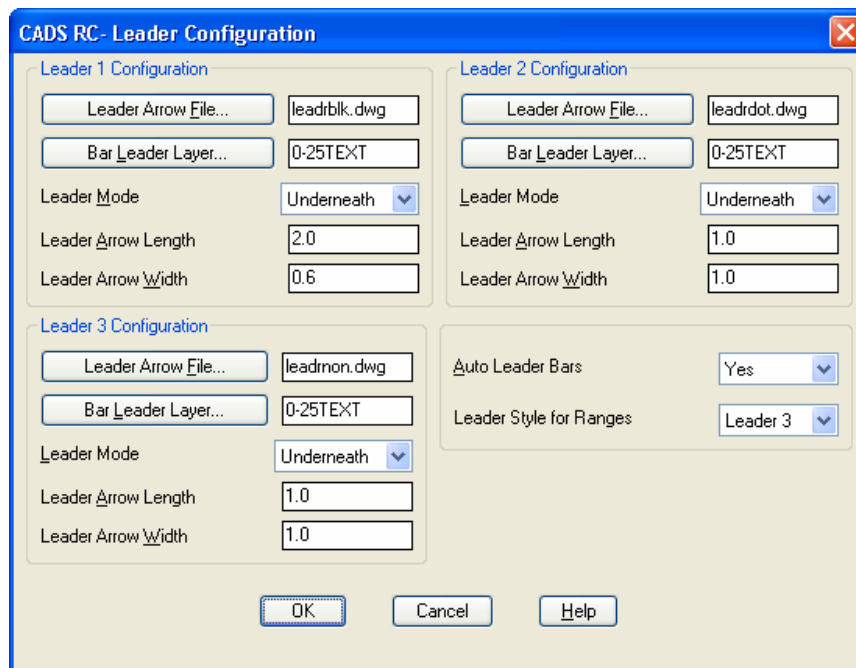 CADS RC- Leader Configuration
Leader 1 Configuration
Leader Arrow File...
leadrblk.dwg
Bar Leader Layer...
0-25TEXT
Leader Mode
Underneath
Leader Arrow Length
2.0
Leader Arrow Width
0.6
Leader 2 Configuration
Leader Arrow File...
leadrdot.dwg
Bar Leader Layer...
0-25TEXT
Leader Mode
Underneath
Leader Arrow Length
1.0
Leader Arrow Width
1.0
Leader 3 Configuration
Leader Arrow File...
leadrnon.dwg
Bar Leader Layer...
0-25TEXT
Leader Mode
Underneath
Leader Arrow Length
1.0
Leader Arrow Width
1.0
Auto Leader Bars
Yes
Leader Style for Ranges
Leader 3
OK
Cancel
Help